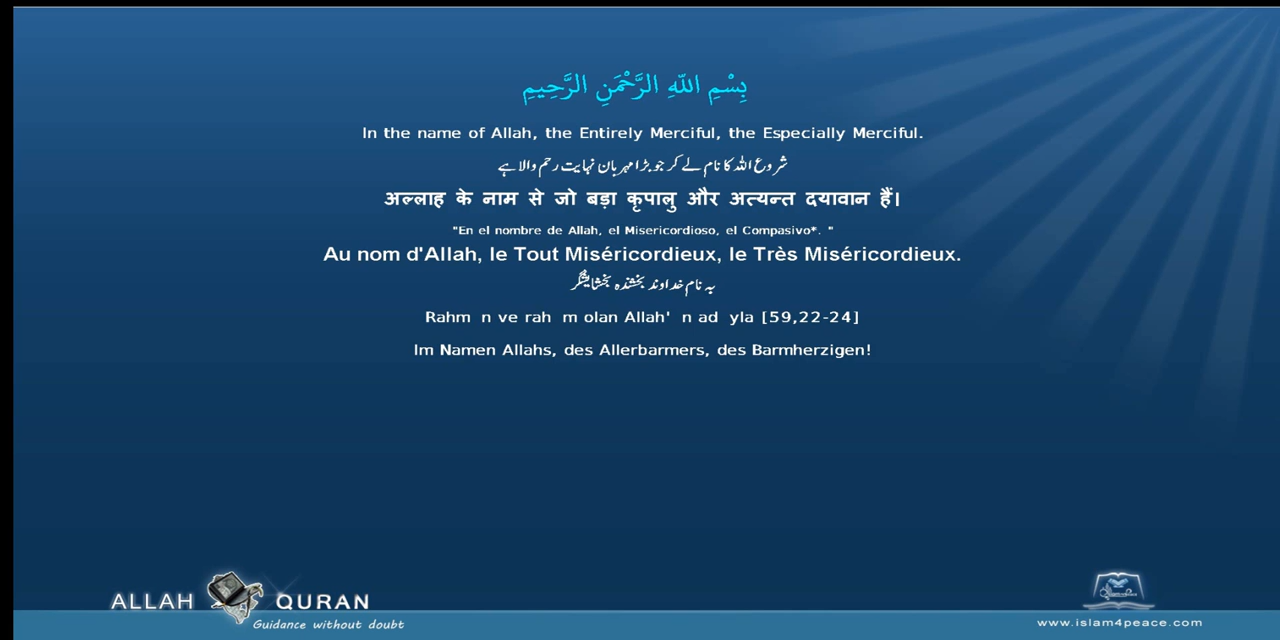 بِسْمِ اللَّهِ الرَّحْمَنِ الرَّحِيمِ
In the name of Allah, the Entirely Merciful, the Especially Merciful.
شروع الله کا نام لے کر جو بڑا مہربان نہایت رحم والا ہے
अल्लाह के नाम से जो बड़ा कृपालु और अत्यन्त दयावान हैं।
"En el nombre de Allah, el Misericordioso, el Compasivo*. "
Au nom d'Allah, le Tout Miséricordieux, le Très Miséricordieux.
به نام خداوند بخشنده بخشایشگر
Rahm n ve rah m olan Allah' n ad yla [59,22-24]
Im Namen Allahs, des Allerbarmers, des Barmherzigen!
ALLAH QURAN
Guidance without doubt
www.islam4peace.com